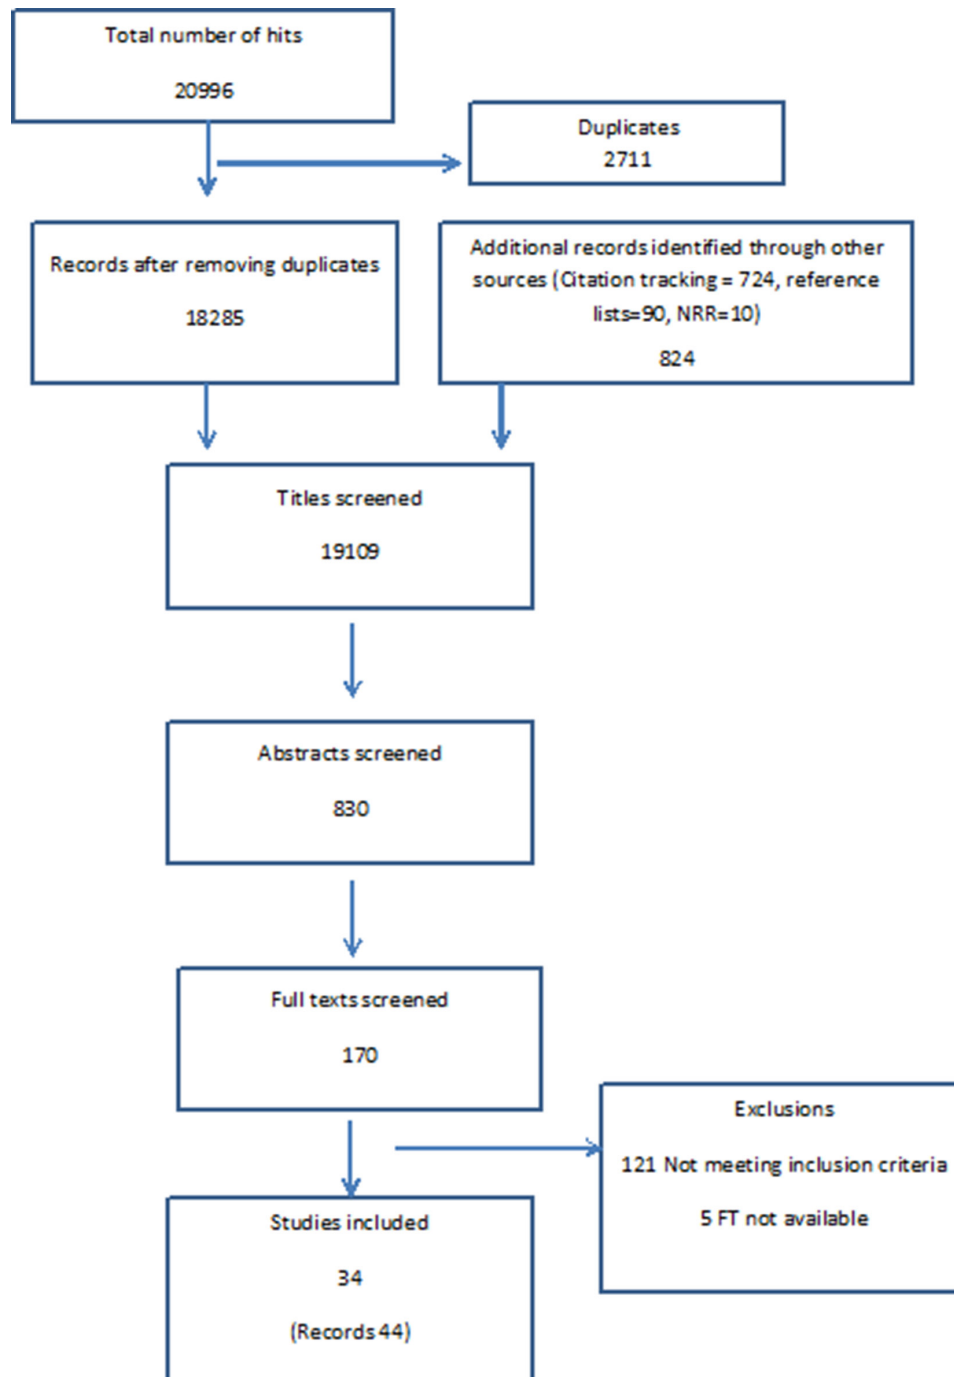 Total number of hits
20996
Duplicates
2711
Records after removing duplicates
18285
Additional records identified through other
sources (Citation tracking = 724, reference
lists=90, NRR=10)
824
Titles screened
19109
Abstracts screened
830
Full texts screened
170
Exclusions
121 Not meeting inclusion criteria
5 FT not available
Studies included
34
(Records 44)